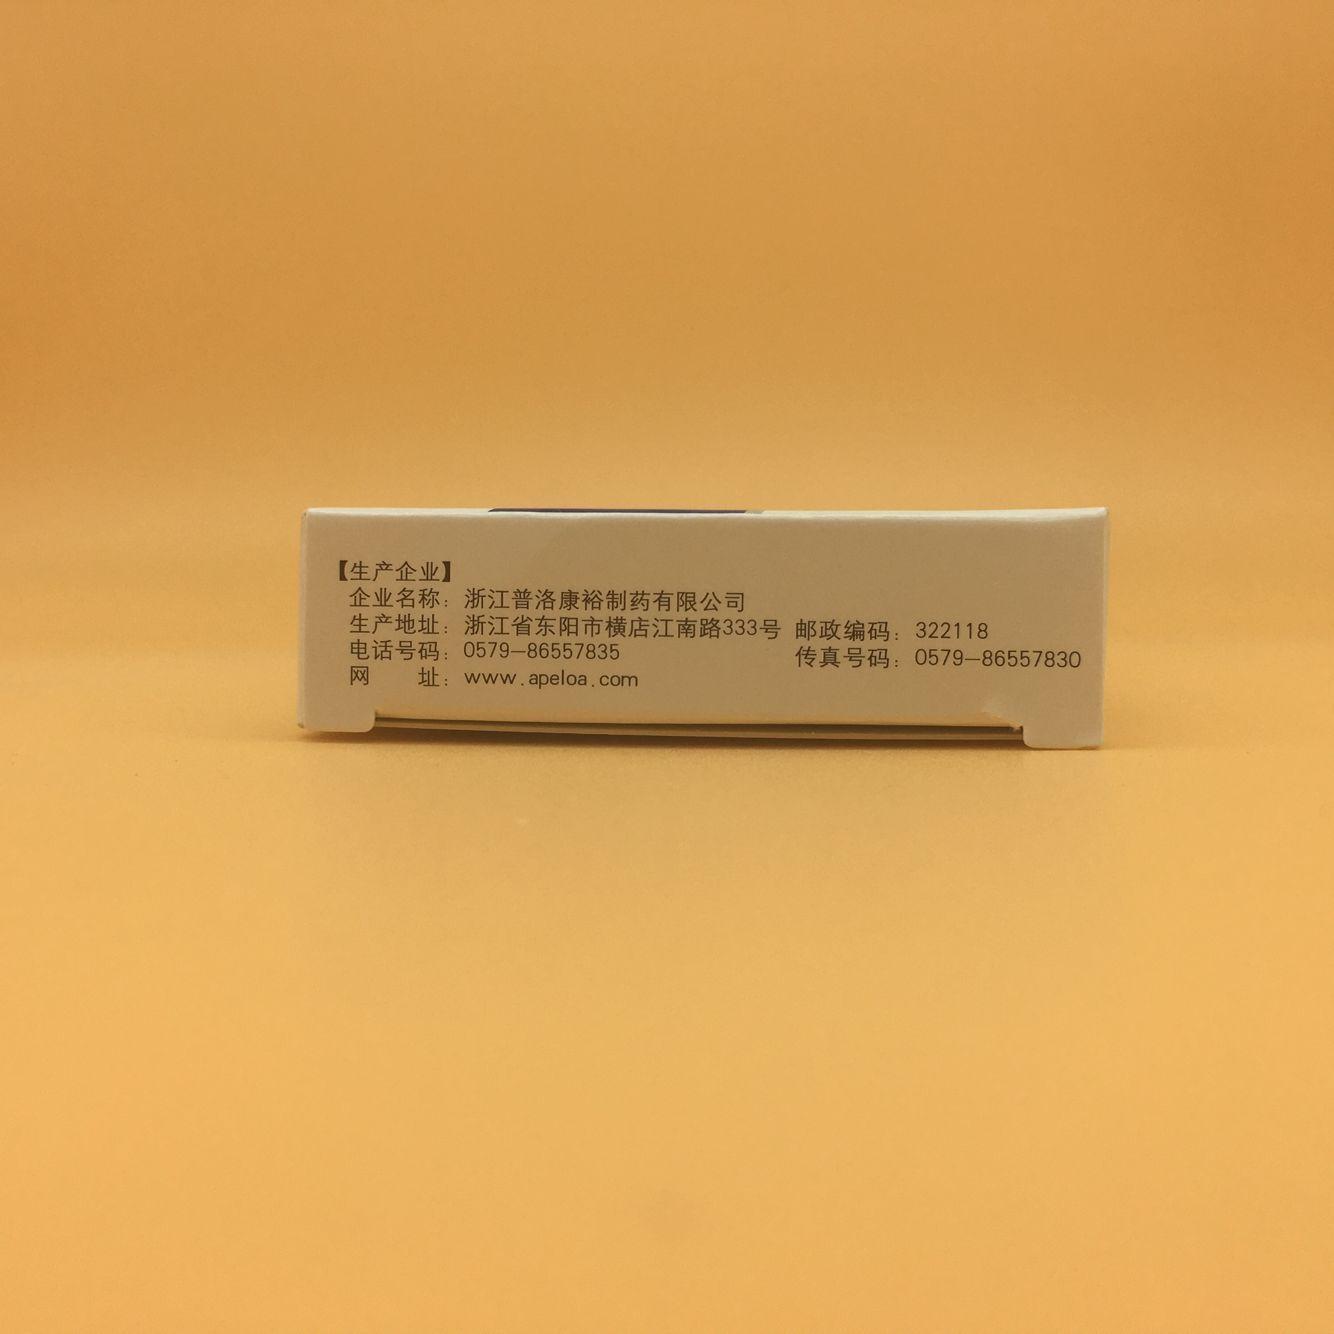 【生产企业】
企业名称：浙江普洛康裕制药有限公司
生产地址：浙江省东阳市横店江南路333号 邮政编码：322118
电话号码：0579-86557835 传真号码：0579-86557830
网 址：www.apeloa.com